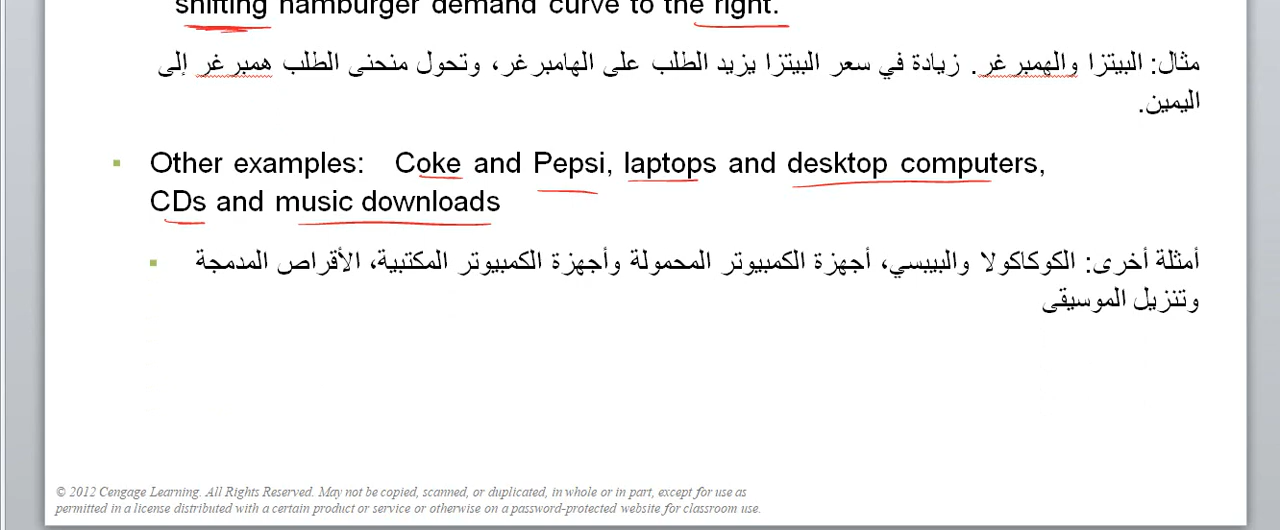 shifting hamburger demand curve to the right.
مثال: البيتزا والهمبرغر. زيادة في سعر البيتزا يزيد الطلب على الهامبرغر، وتحول منحنى الطلب همبرغر إلى
اليمين.
Other examples: Coke and Pepsi, laptops and desktop computers,
CDs and music downloads
أمثلة أخرى: الكوكاكولا والبيبسي، أجهزة الكمبيوتر المحمولة وأجهزة الكمبيوتر المكتبية، الأقراص المدمجة
وتنزيل الموسيقى
© 2012 Cengage Learning. All Rights Reserved. May not be copied, scanned, or duplicated, in whole or in part, except for use as
permitted in a license distributed with a certain product or service or otherwise on a password-protected website for classroom use.